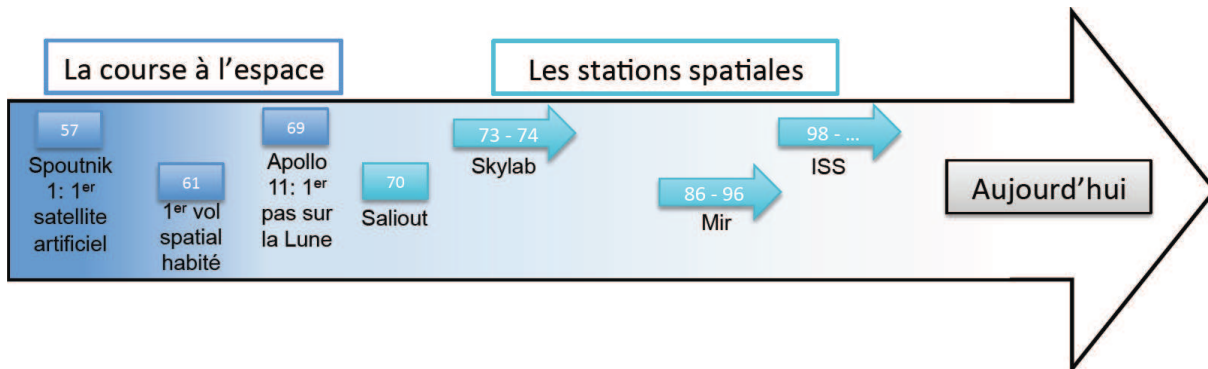 La course à l'espace
Les stations spatiales
57
Spoutnik
1: 1er
satellite
artificiel
61
1er vol
spatial
habité
69
Apollo
11: 1er
pas sur
la Lune
70
Saliout
73 - 74
Skylab
86 - 96
Mir
98 - ...
ISS
Aujourd'hui